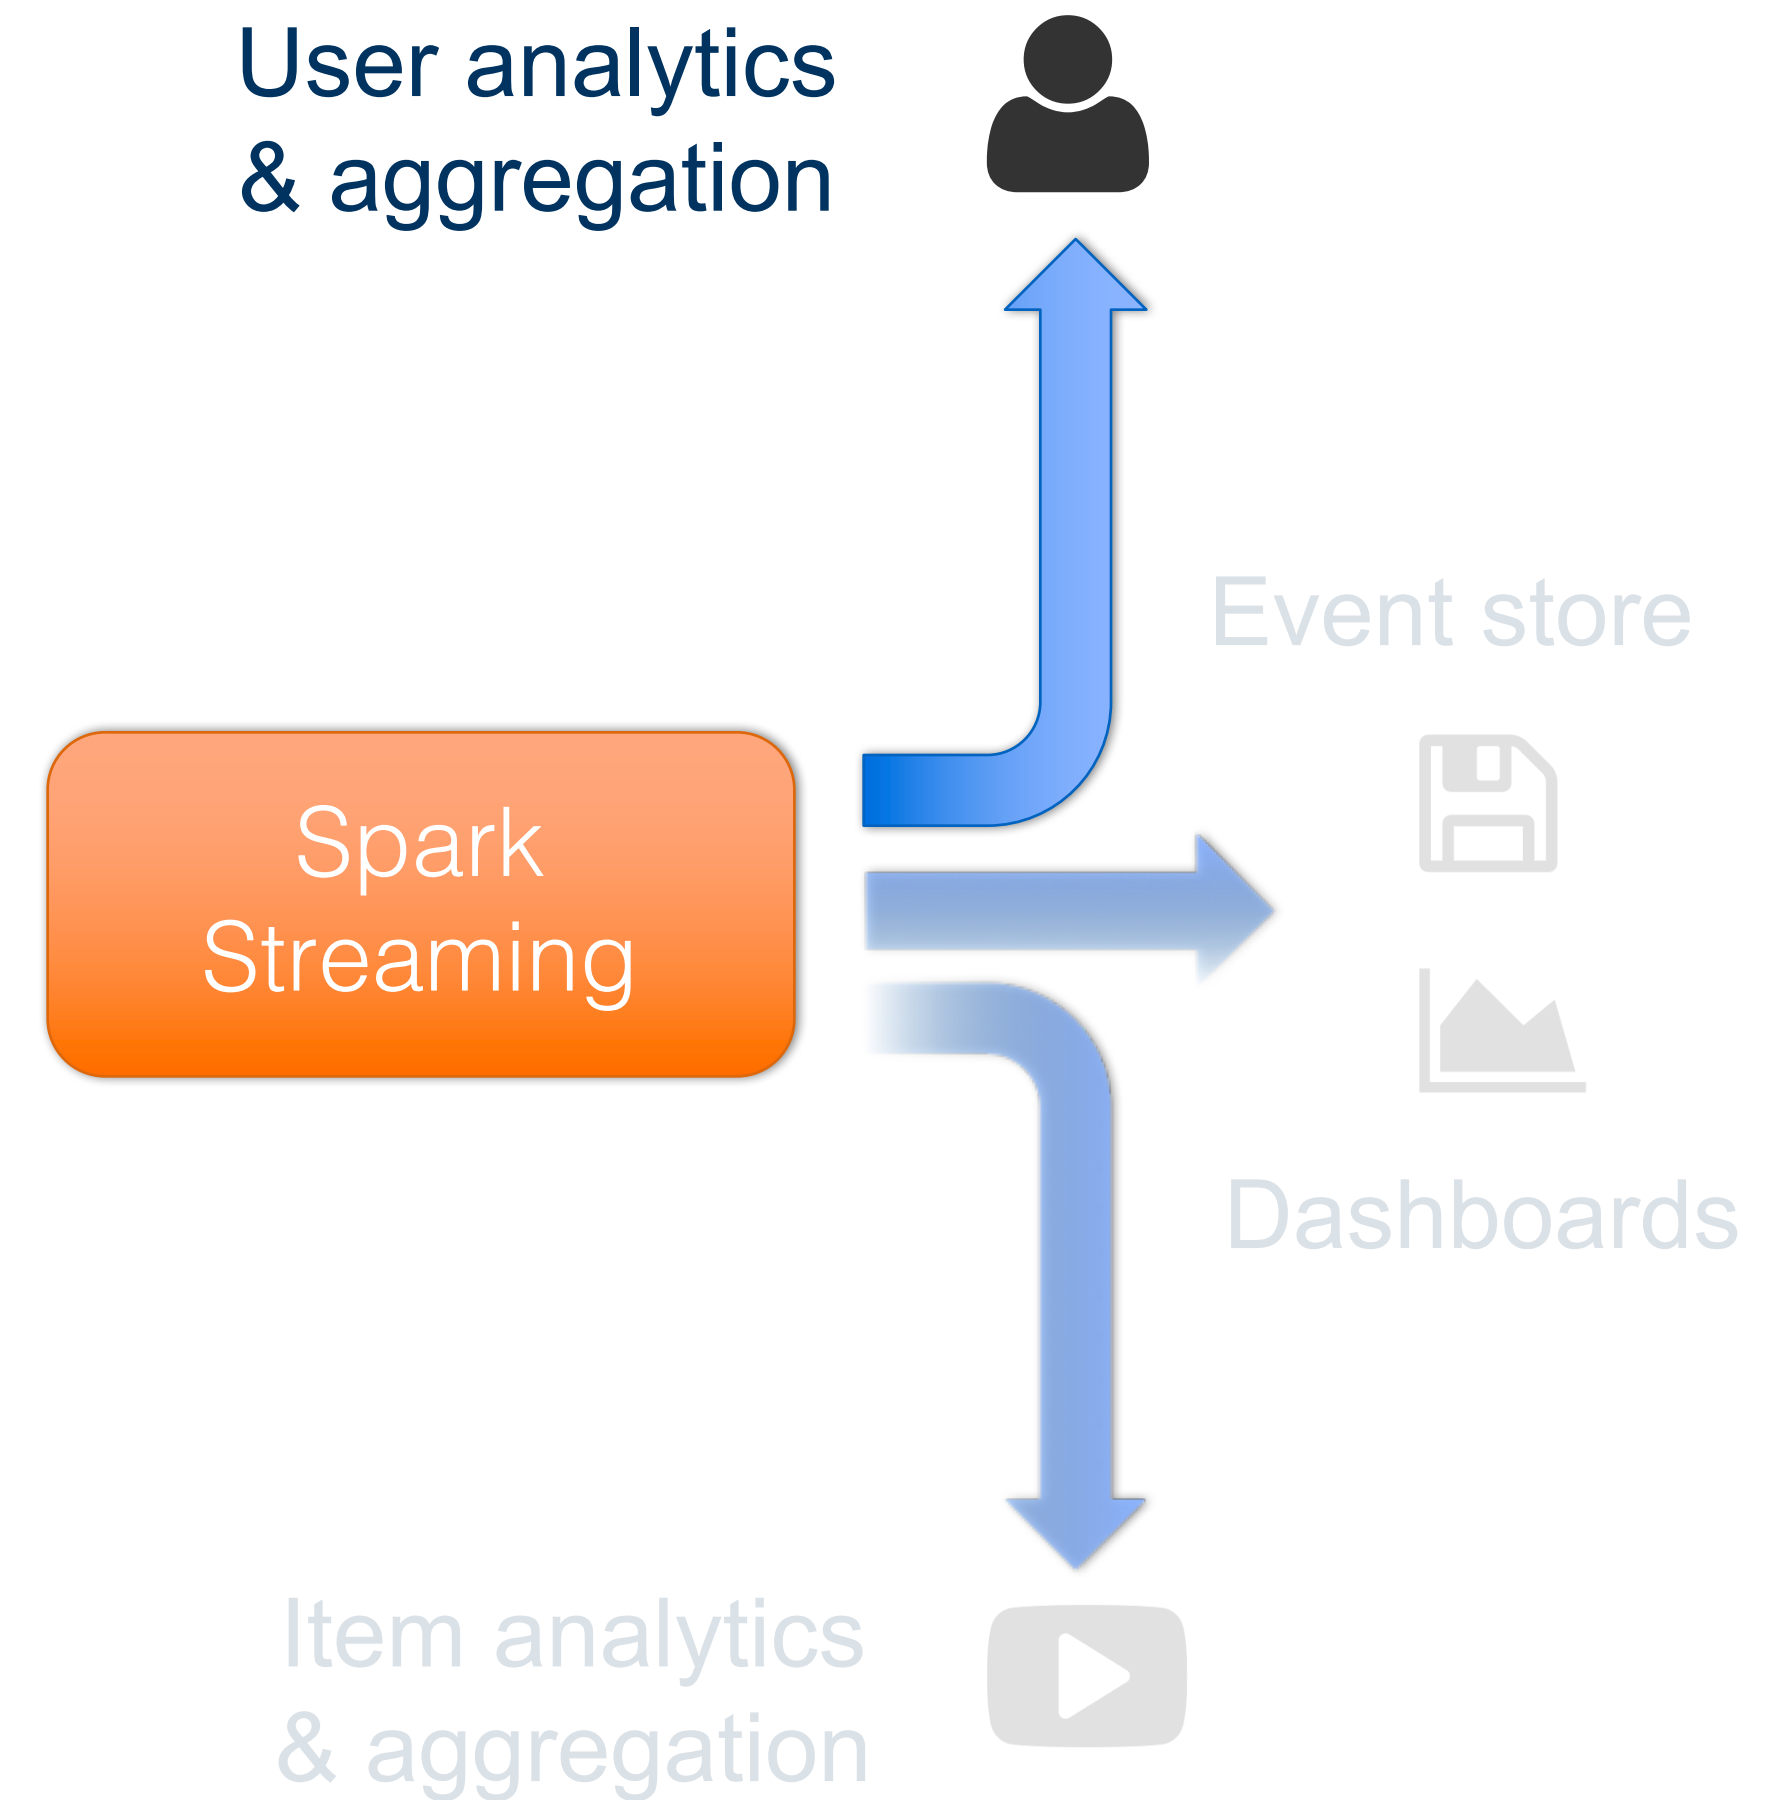 User analytics
& aggregation
Event store
Spark
Streaming
Dashboards
Item analytics
& aggregation